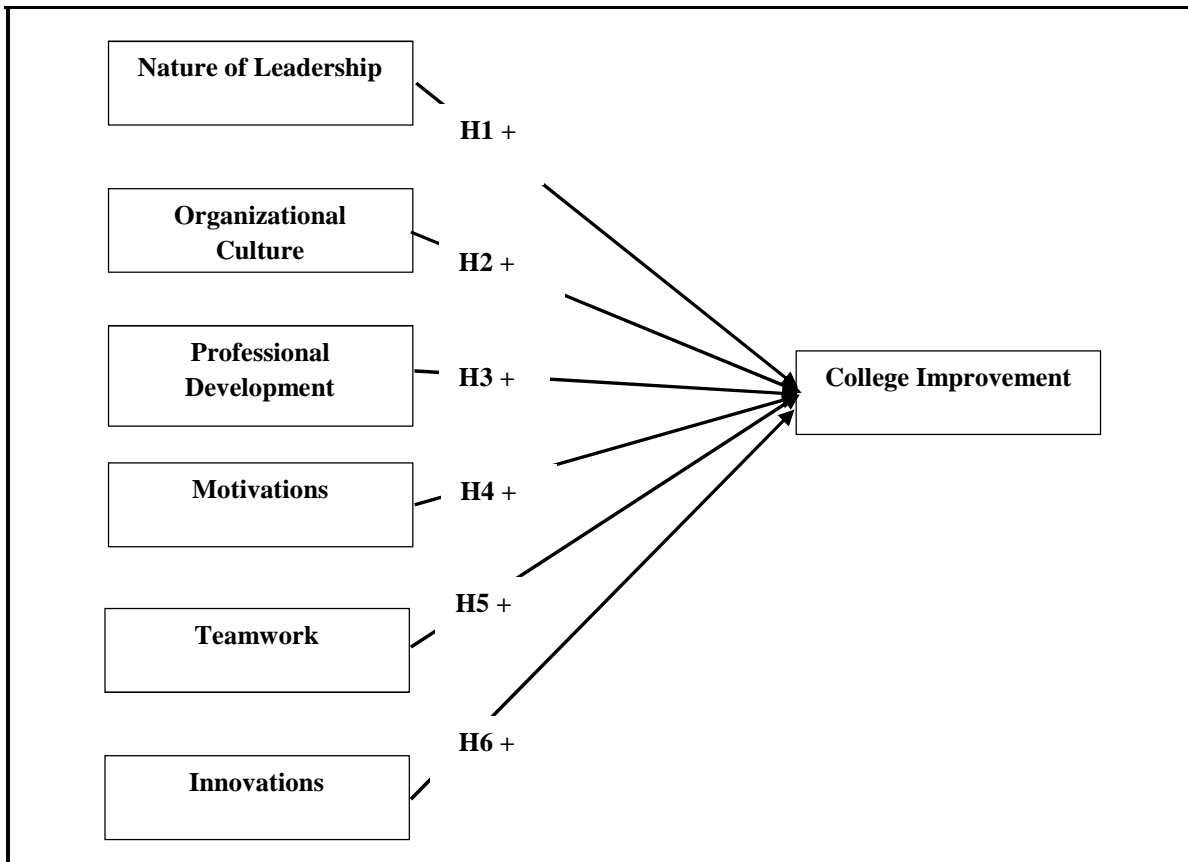 Nature of Leadership
H1 +
Organizational
Culture
H2 +
Professional
Development
H3 +
College Improvement
Motivations
H4 +
Teamwork
H5 +
Innovations
H6 +